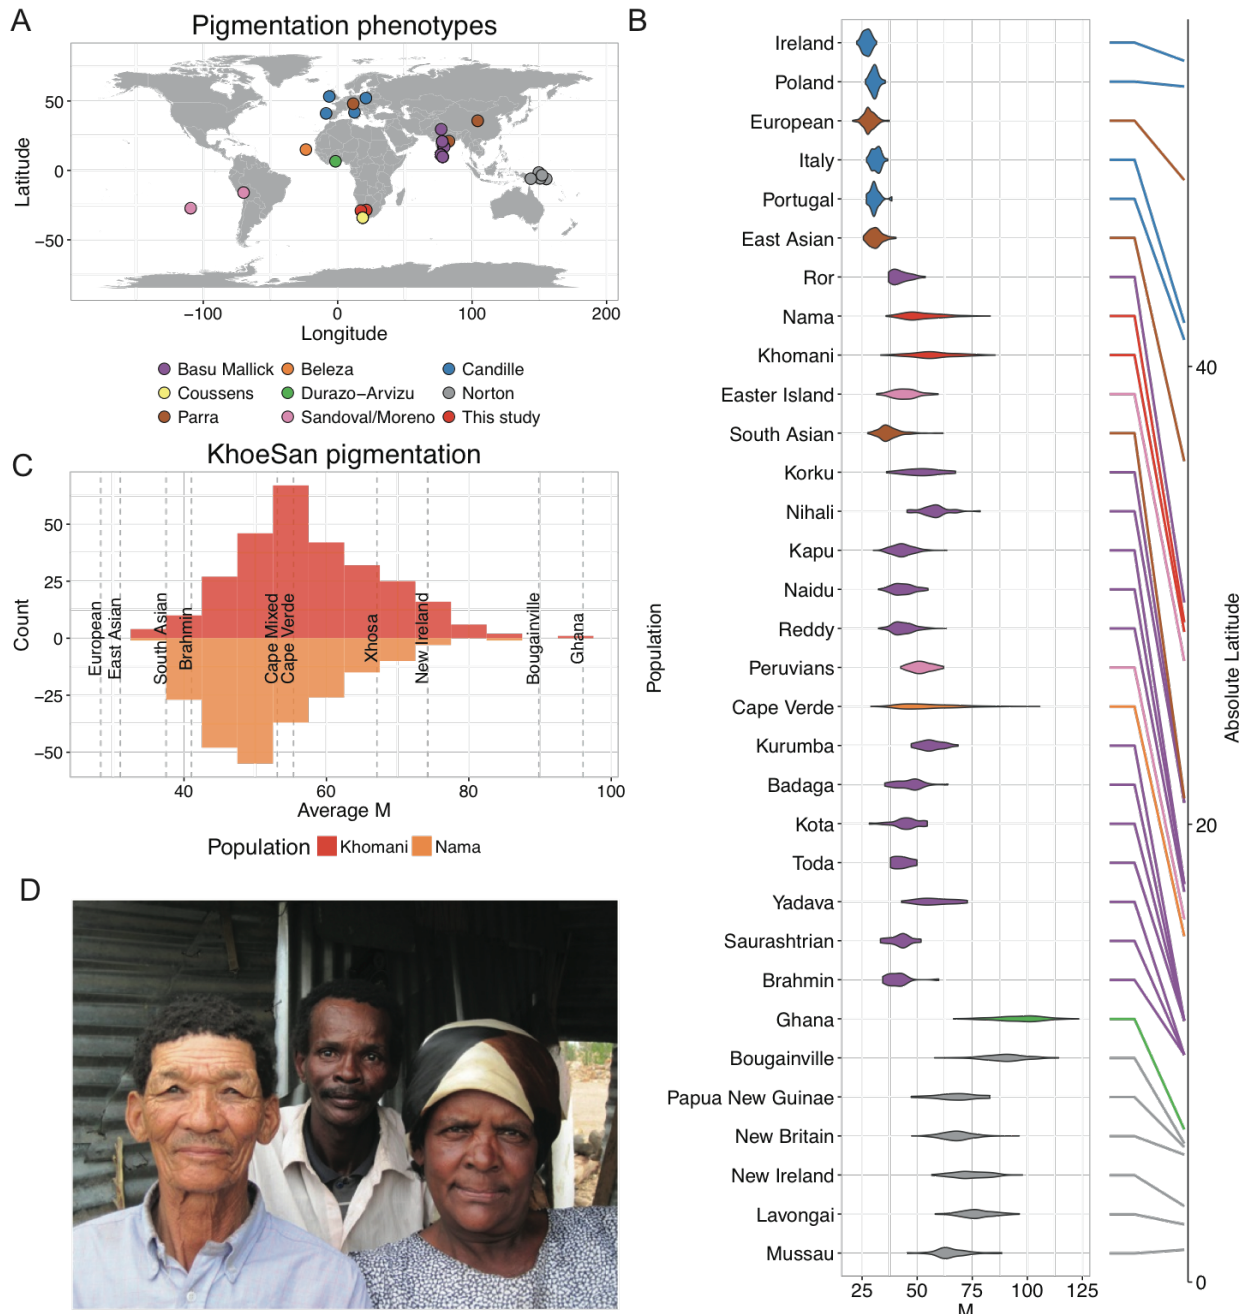 A
Pigmentation phenotypes
Latitude
50
0
−50
−100
0
100
200
Longitude
Basu Mallick
Beleza
Candille
Coussens
Durazo−Arvizu
Norton
Parra
Sandoval/Moreno
This study
B
Population
Ireland
Poland
European
Italy
Portugal
East Asian
Ror
Nama
Khomani
Easter Island
South Asian
Korku
Nihali
Kapu
Naidu
Reddy
Peruvians
Cape Verde
Kurumba
Badaga
Kota
Toda
Yadava
Saurashtrian
Brahmin
Ghana
Bougainville
Papua New Guinae
New Britain
New Ireland
Lavongai
Mussau
25
50
75
100
125
M
40
20
0
Absolute Latitude
C
KhoeSan pigmentation
Count
50
25
0
−25
−50
European
East Asian
South Asian
Brahmin
Cape Mixed
Cape Verde
Xhosa
New Ireland
Bougainville
Ghana
40
60
80
100
Average M
Population
Khomani
Nama
D